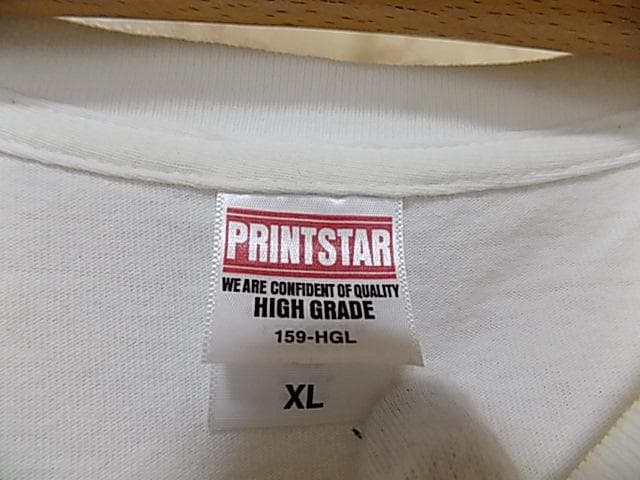 PRINTSTAR
WE ARE CONFIDENT OF QUALITY
HIGH GRADE
159-HGL
XL